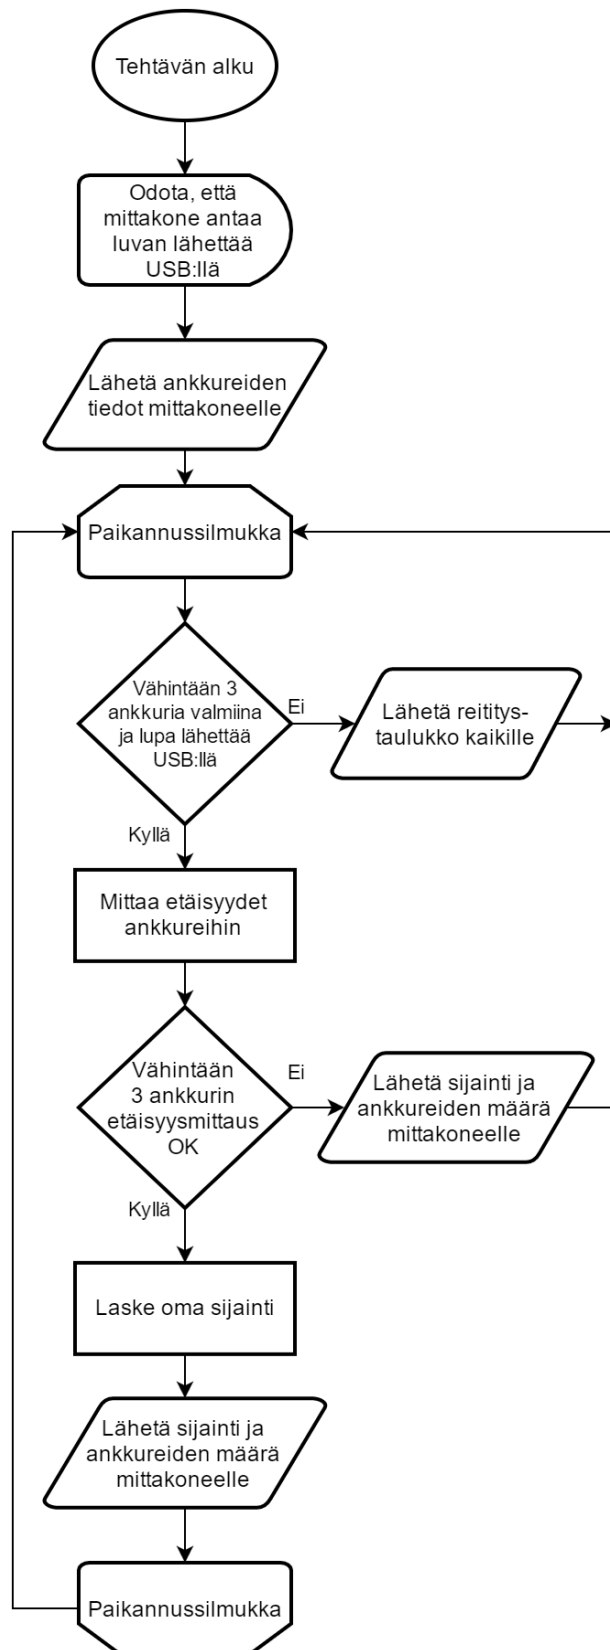 Tehtävän alku
Odota, että
mittakone antaa
luvan lähettää
USB:llä
Lähetä ankkureiden
tiedot mittakoneelle
Paikannussilmukka
Vähintään 3
ankkuria valmiina
ja lupa lähettää
USB:llä
Ei
Lähetä reititys-
taulukko kaikille
Kyllä
Mittaa etäisyydet
ankkureihin
Vähintään
3 ankkurin
etäisyysmittaus
OK
Ei
Lähetä sijainti ja
ankkureiden määrä
mittakoneelle
Kyllä
Laske oma sijainti
Lähetä sijainti ja
ankkureiden määrä
mittakoneelle
Paikannussilmukka